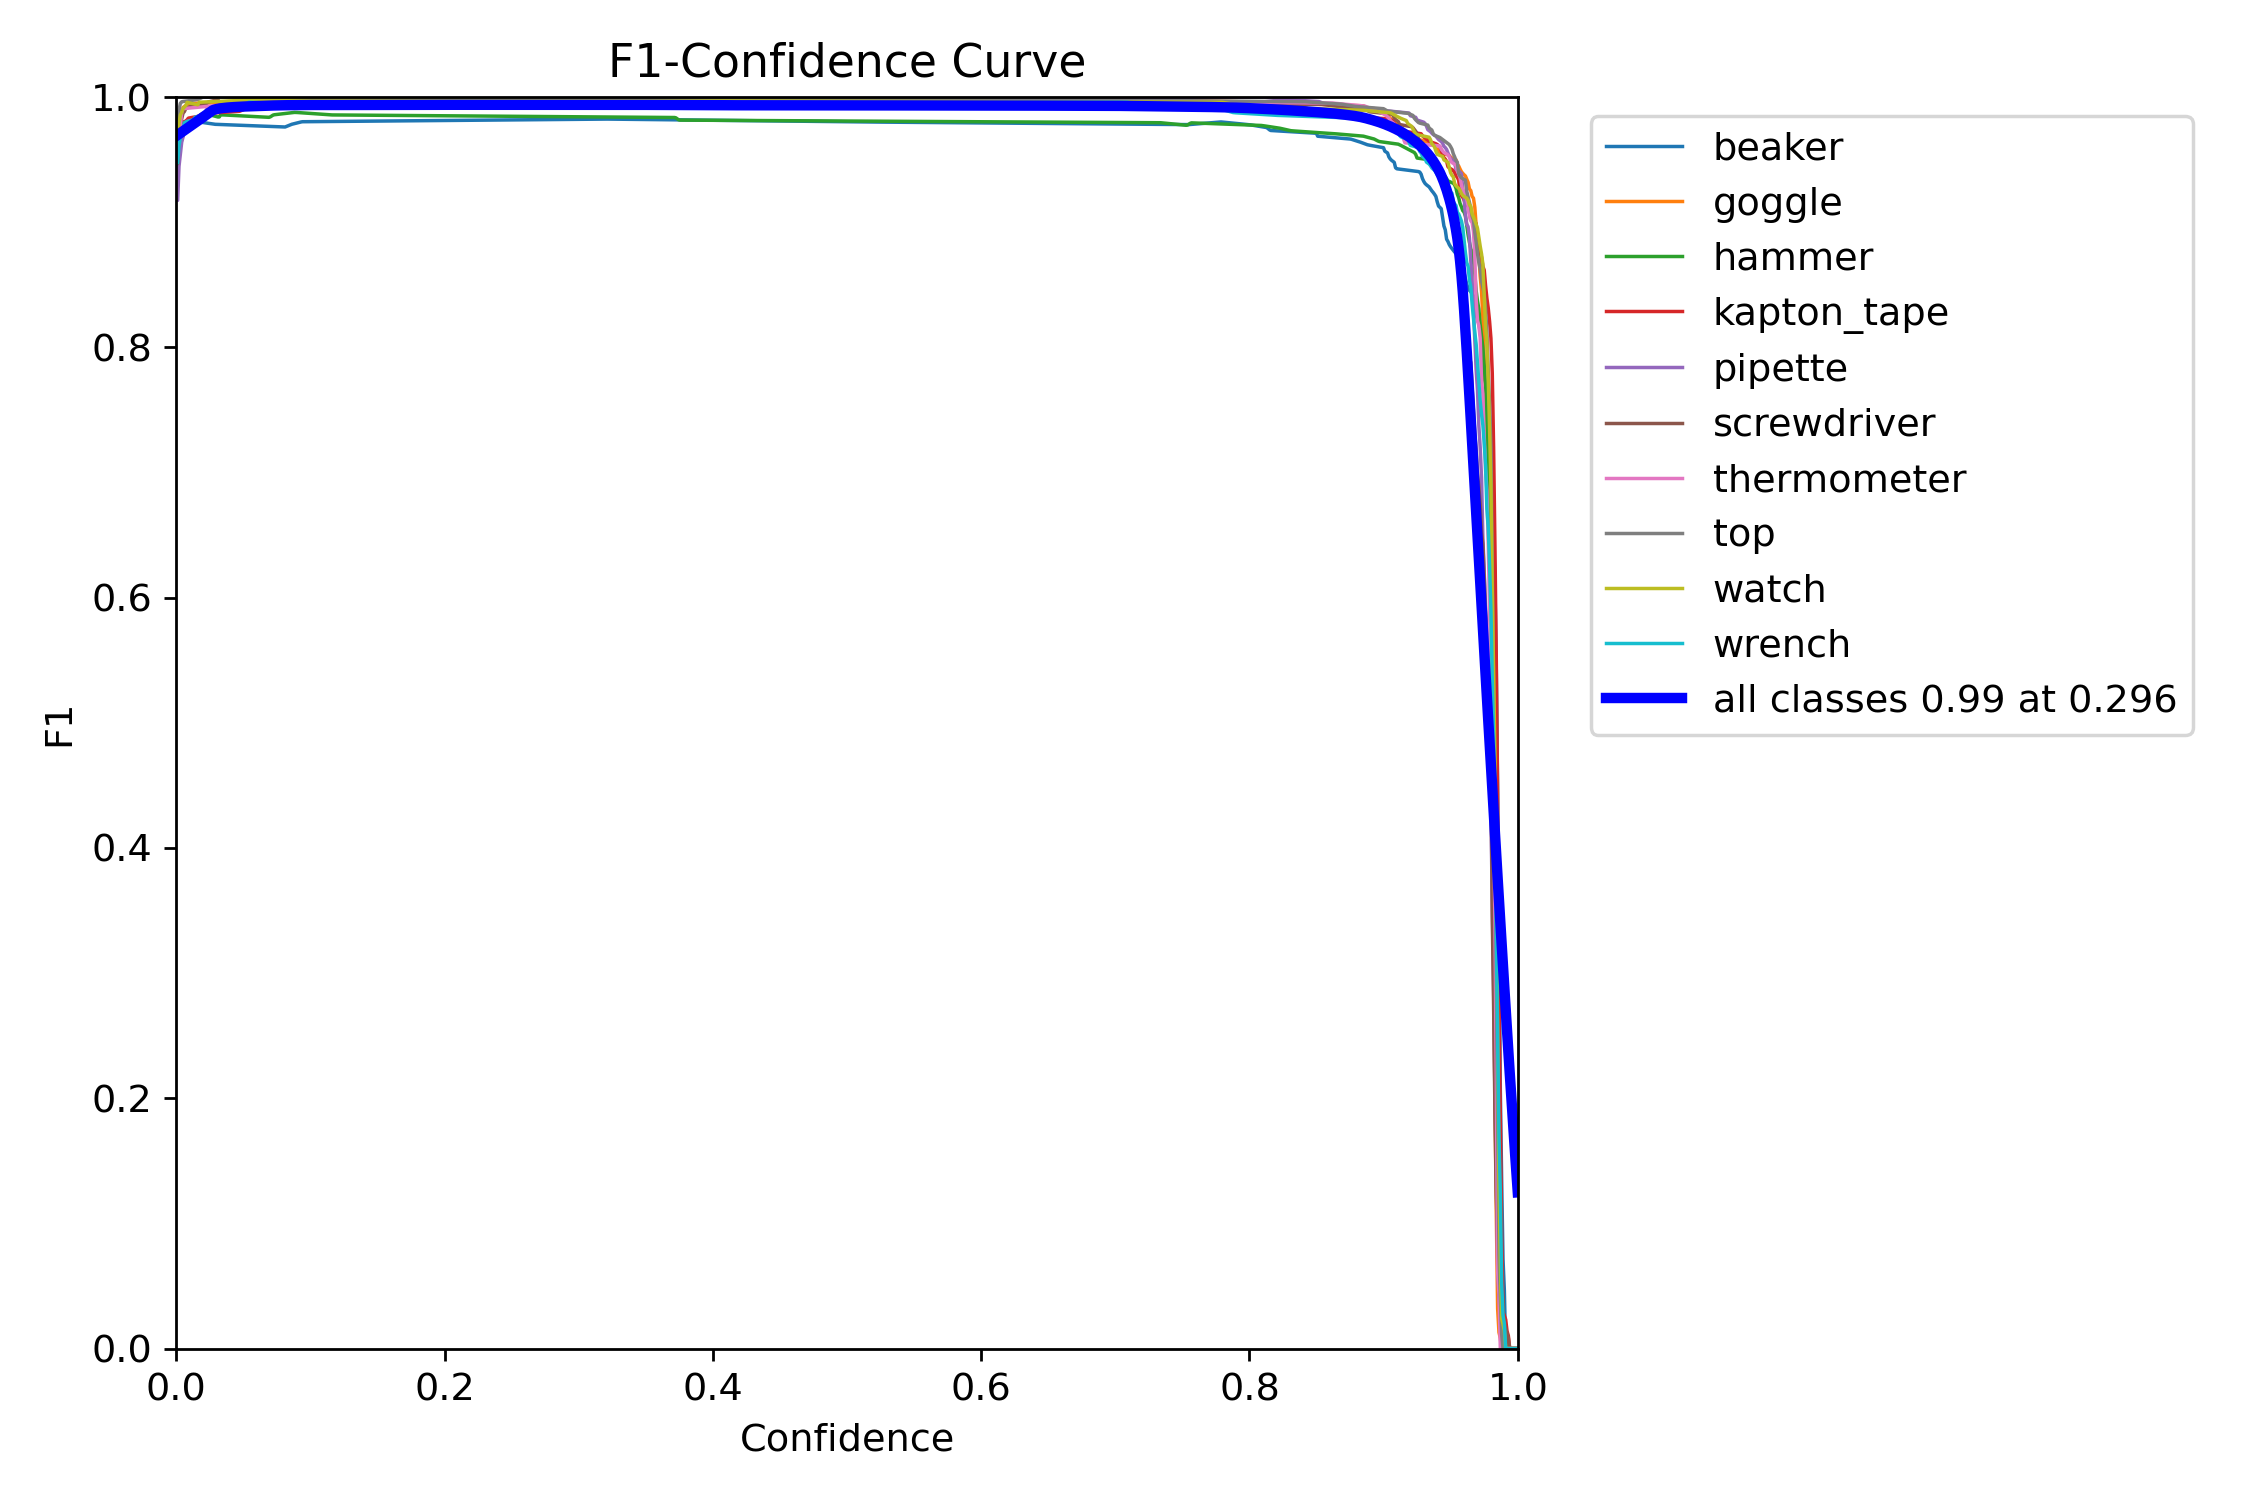 F1-Confidence Curve
1.0
0.8
0.6
0.4
0.2
0.0
F1
0.0 0.2 0.4 0.6 0.8 1.0
Confidence
beaker
goggle
hammer
kapton_tape
pipette
screwdriver
thermometer
top
watch
wrench
all classes 0.99 at 0.296